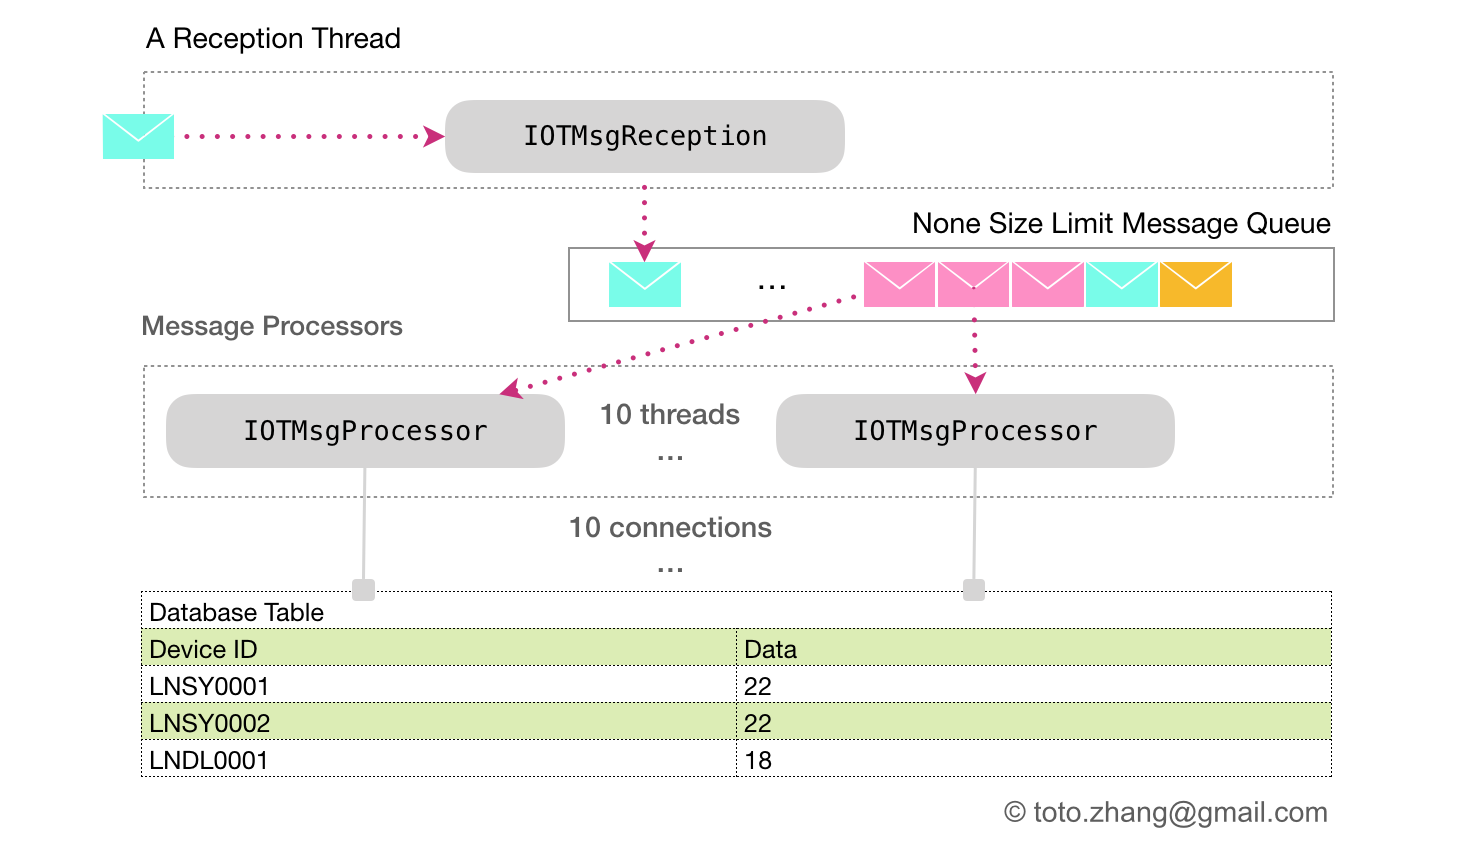 A Reception Thread
IOTMsgReception
None Size Limit Message Queue
...
Message Processors
IOTMsgProcessor
10 threads
...
IOTMsgProcessor
10 connections
...
Database Table
Device ID Data
LNSY0001 22
LNSY0002 22
LNDL0001 18
© toto.zhang@gmail.com